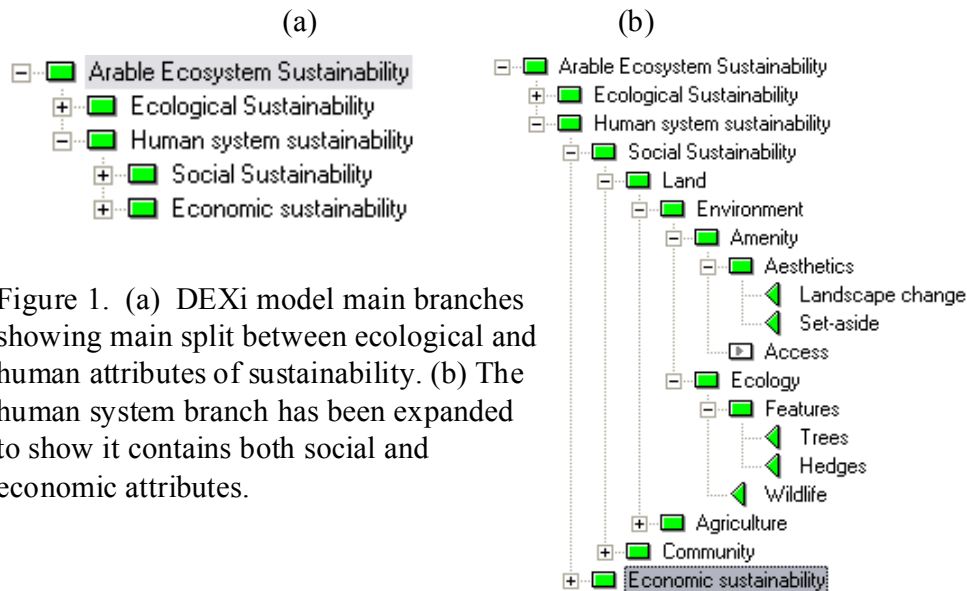 (a)
Arable Ecosystem Sustainability
Ecological Sustainability
Human system sustainability
Social Sustainability
Economic sustainability
Figure 1. (a) DEXi model main branches
showing main split between ecological and
human attributes of sustainability. (b) The
human system branch has been expanded
to show it contains both social and
economic attributes.
(b)
Arable Ecosystem Sustainability
Ecological Sustainability
Human system sustainability
Social Sustainability
Land
Environment
Amenity
Aesthetics
Landscape change
Set-aside
Access
Ecology
Features
Trees
Hedges
Wildlife
Agriculture
Community
Economic sustainability